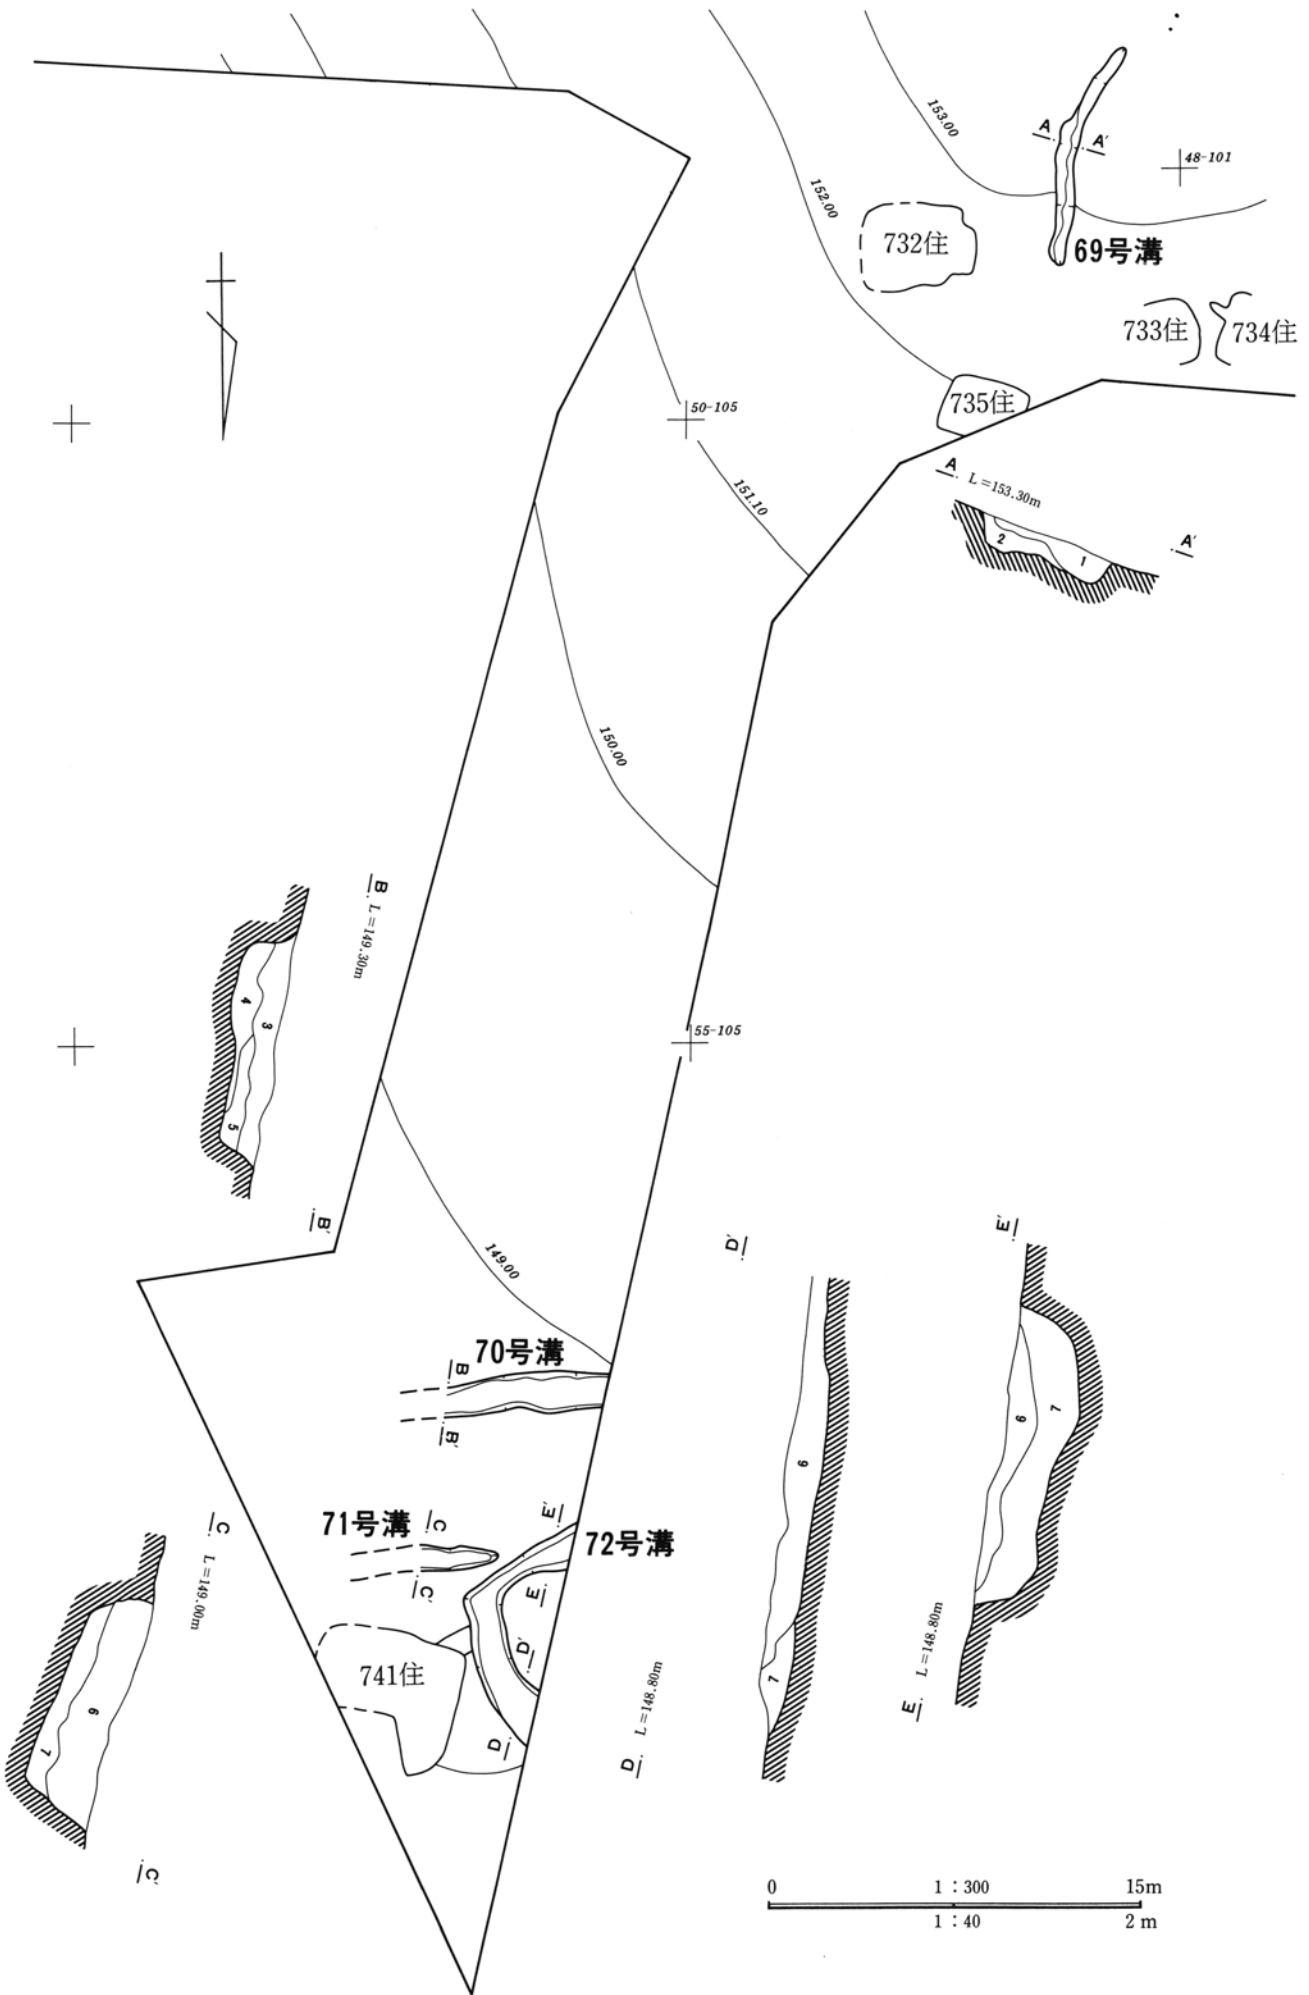 153.00
A
A'
48-101
152.00
732住
69号溝
733住
734住
735住
50-105
A L=153.30m
A'
2
1
151.10
150.00
B L=149.30m
4
3
5
B'
55-105
149.00
70号溝
B
B'
D'
E'
6
7
6
7
71号溝
C
C'
E'
72号溝
E
D'
D
741住
C L=149.00m
6
7
C'
D L=148.80m
E L=148.80m
0 1:300 15m
1:40 2m